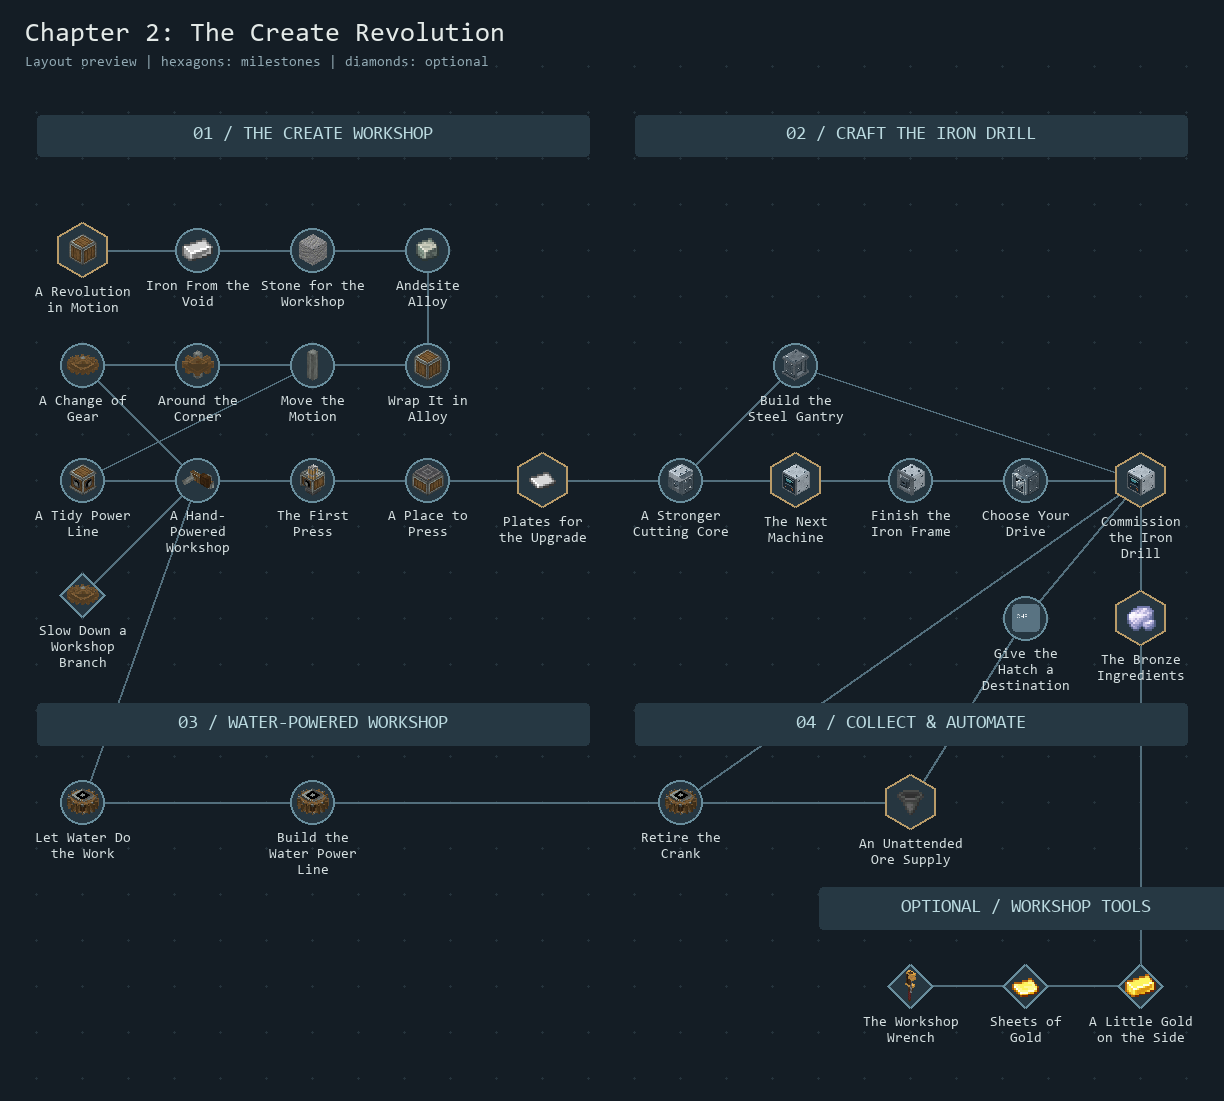 Chapter 2: The Create Revolution
Layout preview | hexagons: milestones | diamonds: optional
01 / THE CREATE WORKSHOP
02 / CRAFT THE IRON DRILL
A Revolution
in Motion
Iron From the
Void
Stone for the
Workshop
Andesite
Alloy
A Change of
Gear
Around the
Corner
Move the
Motion
Wrap It in
Alloy
Build the
Steel Gantry
A Tidy Power
Line
A Hand-
Powered
Workshop
The First
Press
A Place to
Press
Plates for
the Upgrade
A Stronger
Cutting Core
The Next
Machine
Finish the
Iron Frame
Choose Your
Drive
Commission
the Iron
Drill
Slow Down a
Workshop
Branch
Give the
Hatch a
Destination
The Bronze
Ingredients
03 / WATER-POWERED WORKSHOP
04 / COLLECT & AUTOMATE
Let Water Do
the Work
Build the
Water Power
Line
Retire the
Crank
An Unattended
Ore Supply
OPTIONAL / WORKSHOP TOOLS
The Workshop
Wrench
Sheets of
Gold
A Little Gold
on the Side